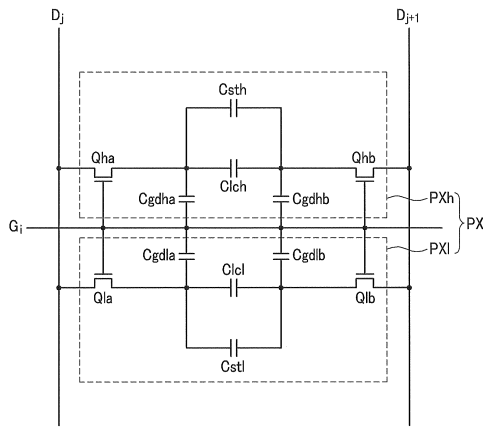 Dj Dj+1
Csth
Qha Clch Qhb
Cgdha Cgdhb PXh
Gi PX
Cgdla Cgdlb PXl
Clcl
Qla Qlb
Cstl